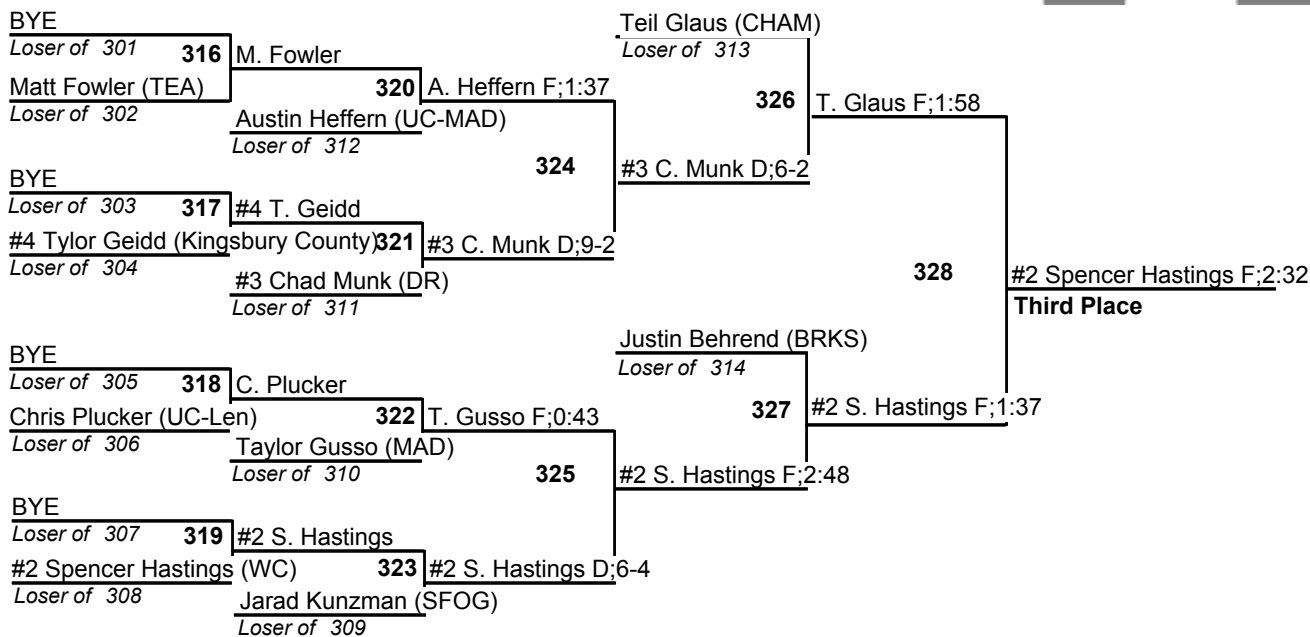 BYE
Loser of 301
316
M. Fowler
Matt Fowler (TEA)
Loser of 302
320
A. Heffern F;1:37
Austin Heffern (UC-MAD)
Loser of 312
324
BYE
Loser of 303
317
#4 T. Geidd
#4 Tylor Geidd (Kingsbury County)
Loser of 304
321
#3 C. Munk D;9-2
#3 Chad Munk (DR)
Loser of 311
Teil Glaus (CHAM)
Loser of 313
326
T. Glaus F;1:58
#3 C. Munk D;6-2
328
#2 Spencer Hastings F;2:32
Third Place
BYE
Loser of 305
318
C. Plucker
Chris Plucker (UC-Len)
Loser of 306
322
T. Gusso F;0:43
Taylor Gusso (MAD)
Loser of 310
325
BYE
Loser of 307
319
#2 S. Hastings
#2 Spencer Hastings (WC)
Loser of 308
323
#2 S. Hastings D;6-4
Jarad Kunzman (SFOG)
Loser of 309
Justin Behrend (BRKS)
Loser of 314
327
#2 S. Hastings F;1:37
#2 S. Hastings F;2:48